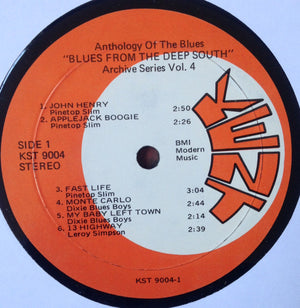 Anthology Of The Blues
"BLUES FROM THE DEEP SOUTH"
Archive Series Vol. 4
1. JOHN HENRY 2:50
Pinetop Slim
2. APPLEJACK BOOGIE 2:26
Pinetop Slim
SIDE 1
KST 9004
STEREO
BMI
Modern
Music
KENT
3. FAST LIFE 3:04
Pinetop Slim
4. MONTE CARLO 2:44
Dixie Blues Boys
5. MY BABY LEFT TOWN 2:14
Dixie Blues Boys
6. 13 HIGHWAY 2:39
Leroy Simpson
KST 9004-1